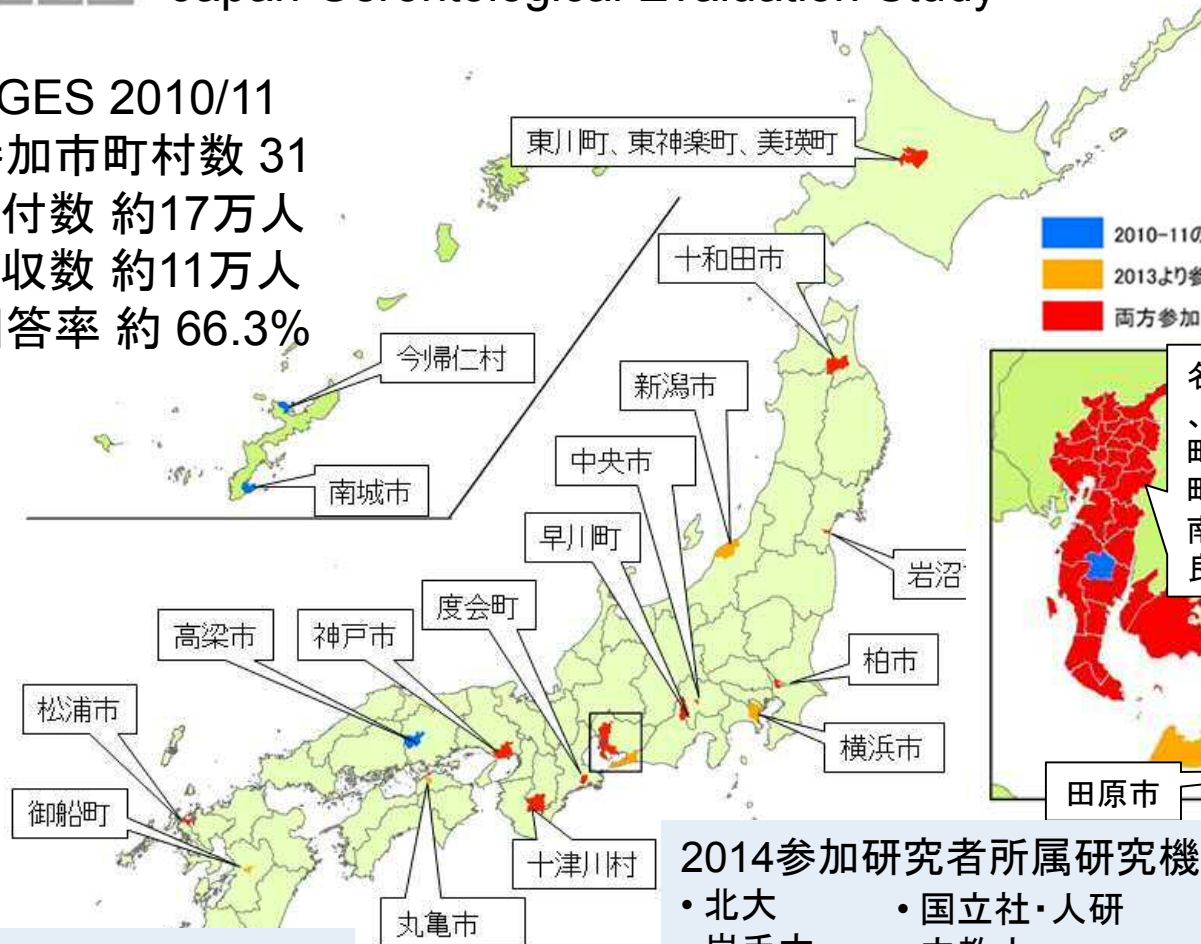 Japan Gerontological Evaluation Study
GES 2010/11
加市町村数 31
付数 約17万人
収数 約11万人
答率 約 66.3%
東川町、東神楽町、美瑛町
十和田市
2010-11の
2013より参
両方参加
今帰仁村
新潟市
中央市
南城市
早川町
岩沼
度会町
高梁市
神戸市
柏市
松浦市
横浜市
御船町
田原市
十津川村
丸亀市
名
、
町
町
南
良
2014参加研究者所属研究機
• 北大
• 国立社・人研